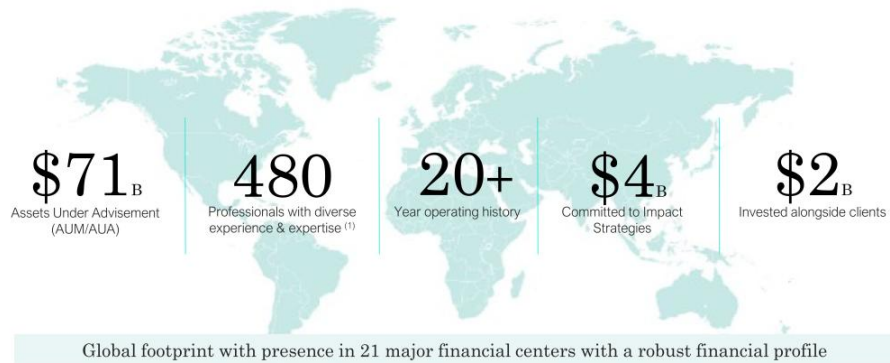 $71B
Assets Under Advisement
(AUM/AUA)
480
Professionals with diverse
experience & expertise (1)
20+
Year operating history
$4B
Committed to Impact
Strategies
$2B
Invested alongside clients
Global footprint with presence in 21 major financial centers with a robust financial profile